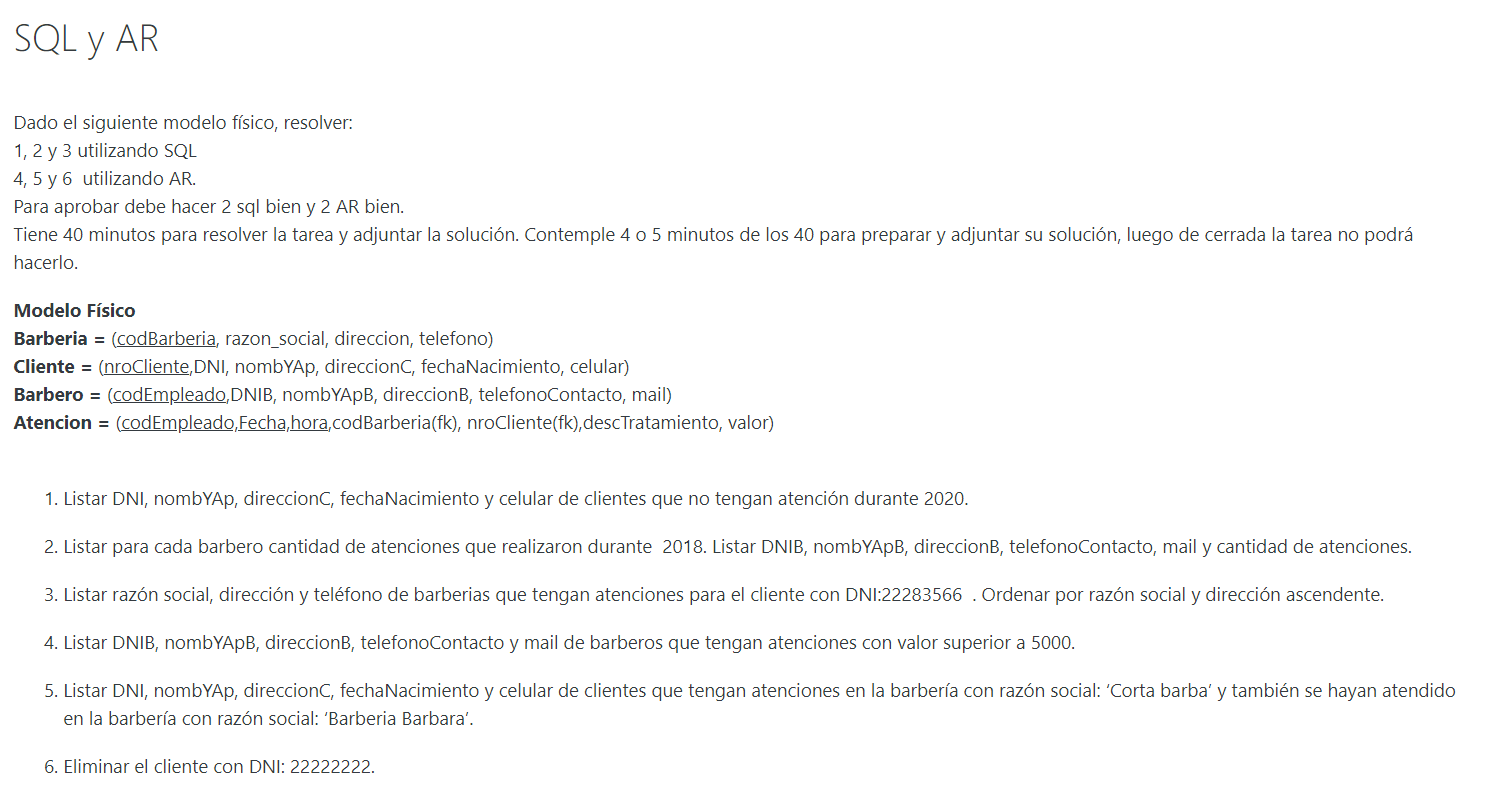 SQL y AR
Dado el siguiente modelo físico, resolver:
1, 2 y 3 utilizando SQL
4, 5 y 6  utilizando AR.
Para aprobar debe hacer 2 sql bien y 2 AR bien.
Tiene 40 minutos para resolver la tarea y adjuntar la solución. Contemple 4 o 5 minutos de los 40 para preparar y adjuntar su solución, luego de cerrada la tarea no podrá
hacerlo.
Modelo Físico
Barberia = (codBarberia, razon_social, direccion, telefono)
Cliente = (nroCliente,DNI, nombYAp, direccionC, fechaNacimiento, celular)
Barbero = (codEmpleado,DNIB, nombYApB, direccionB, telefonoContacto, mail)
Atencion = (codEmpleado,Fecha,hora,codBarberia(fk), nroCliente(fk),descTratamiento, valor)
1. Listar DNI, nombYAp, direccionC, fechaNacimiento y celular de clientes que no tengan atención durante 2020.
2. Listar para cada barbero cantidad de atenciones que realizaron durante  2018. Listar DNIB, nombYApB, direccionB, telefonoContacto, mail y cantidad de atenciones.
3. Listar razón social, dirección y teléfono de barberias que tengan atenciones para el cliente con DNI:22283566  . Ordenar por razón social y dirección ascendente.
4. Listar DNIB, nombYApB, direccionB, telefonoContacto y mail de barberos que tengan atenciones con valor superior a 5000.
5. Listar DNI, nombYAp, direccionC, fechaNacimiento y celular de clientes que tengan atenciones en la barbería con razón social: ‘Corta barba’ y también se hayan atendido
en la barbería con razón social: ‘Barberia Barbara’.
6. Eliminar el cliente con DNI: 22222222.